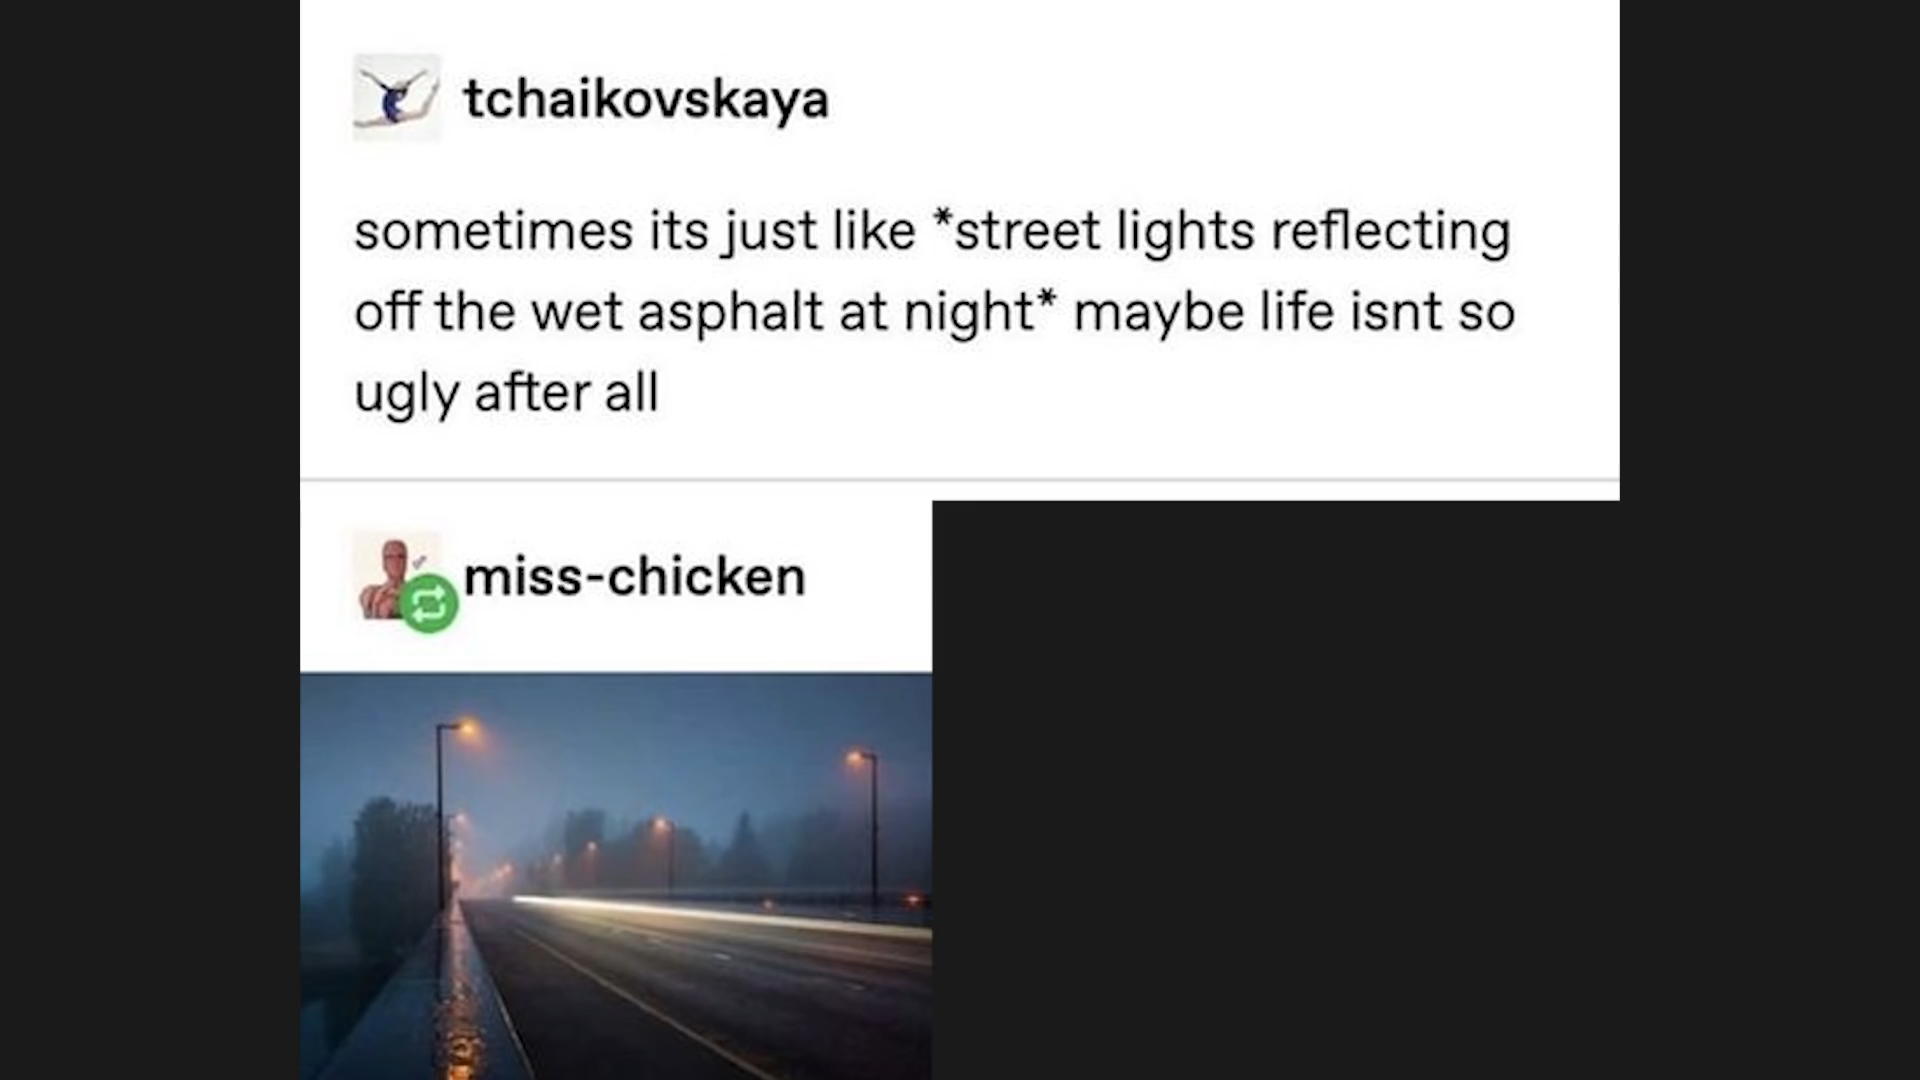 tchaikovskaya
sometimes its just like *street lights reflecting
off the wet asphalt at night* maybe life isnt so
ugly after all
miss-chicken